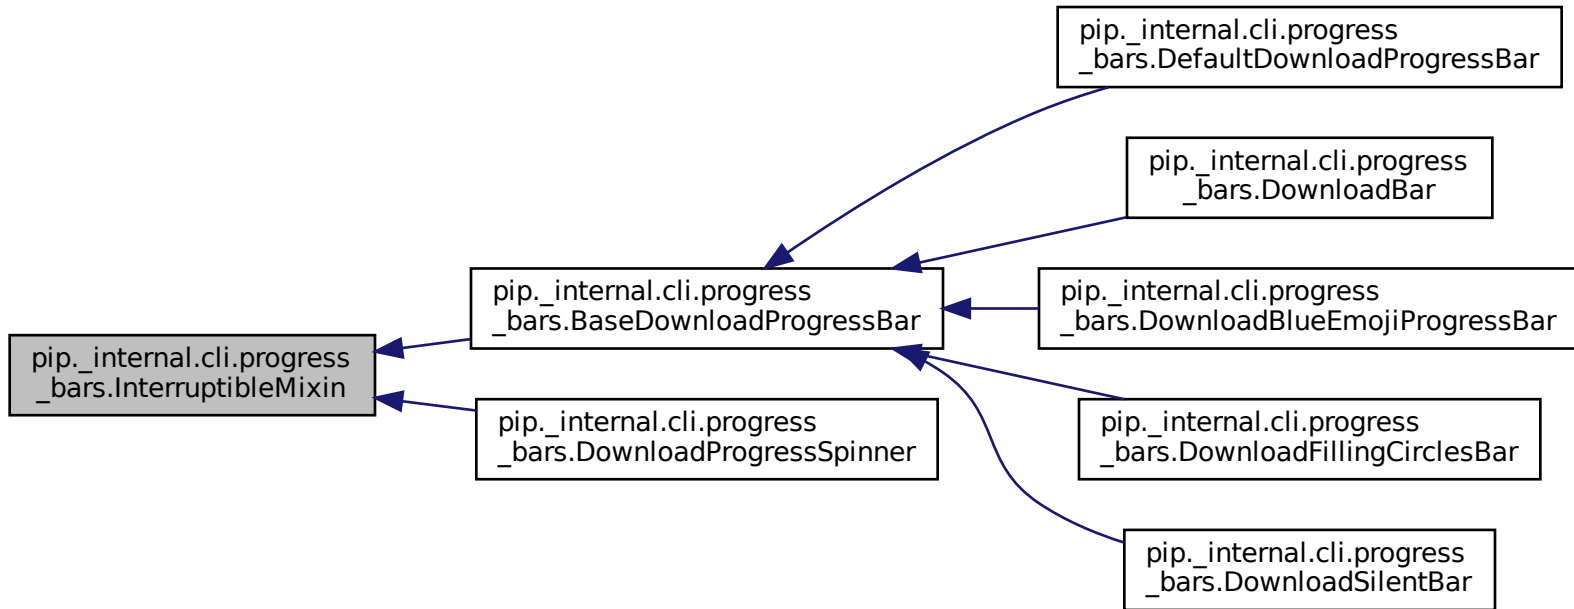 pip._internal.cli.progress
_bars.DefaultDownloadProgressBar
pip._internal.cli.progress
_bars.DownloadBar
pip._internal.cli.progress
_bars.BaseDownloadProgressBar
pip._internal.cli.progress
_bars.DownloadBlueEmojiProgressBar
pip._internal.cli.progress
_bars.InterruptibleMixin
pip._internal.cli.progress
_bars.DownloadProgressSpinner
pip._internal.cli.progress
_bars.DownloadFillingCirclesBar
pip._internal.cli.progress
_bars.DownloadSilentBar